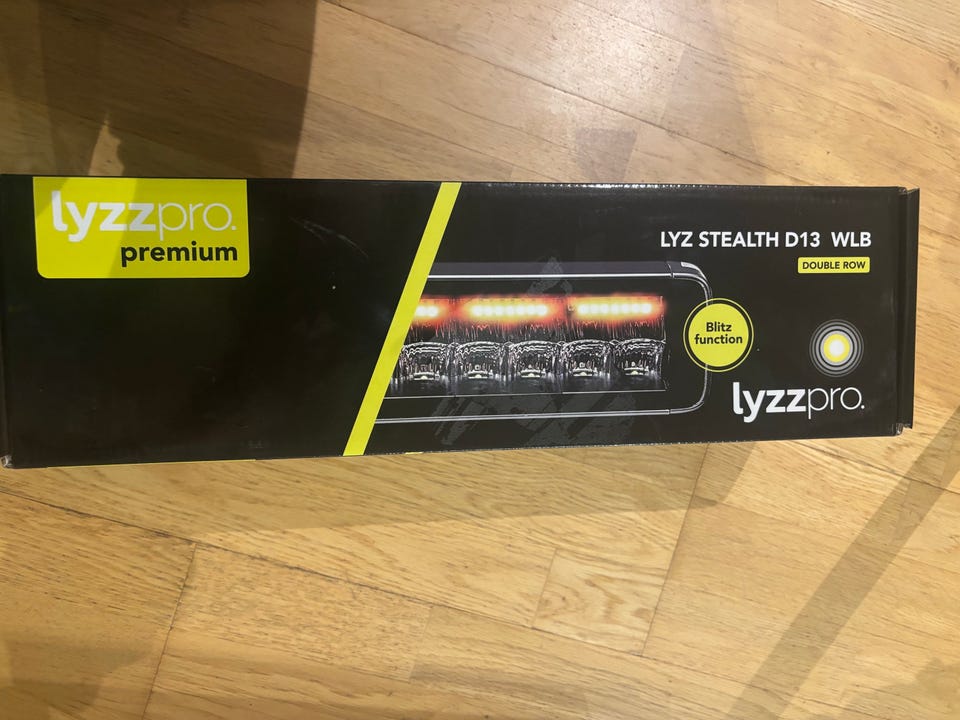 lyzzpro.
premium
LYZ STEALTH D13 WLB
DOUBLE ROW
Blitz
function
lyzzpro.